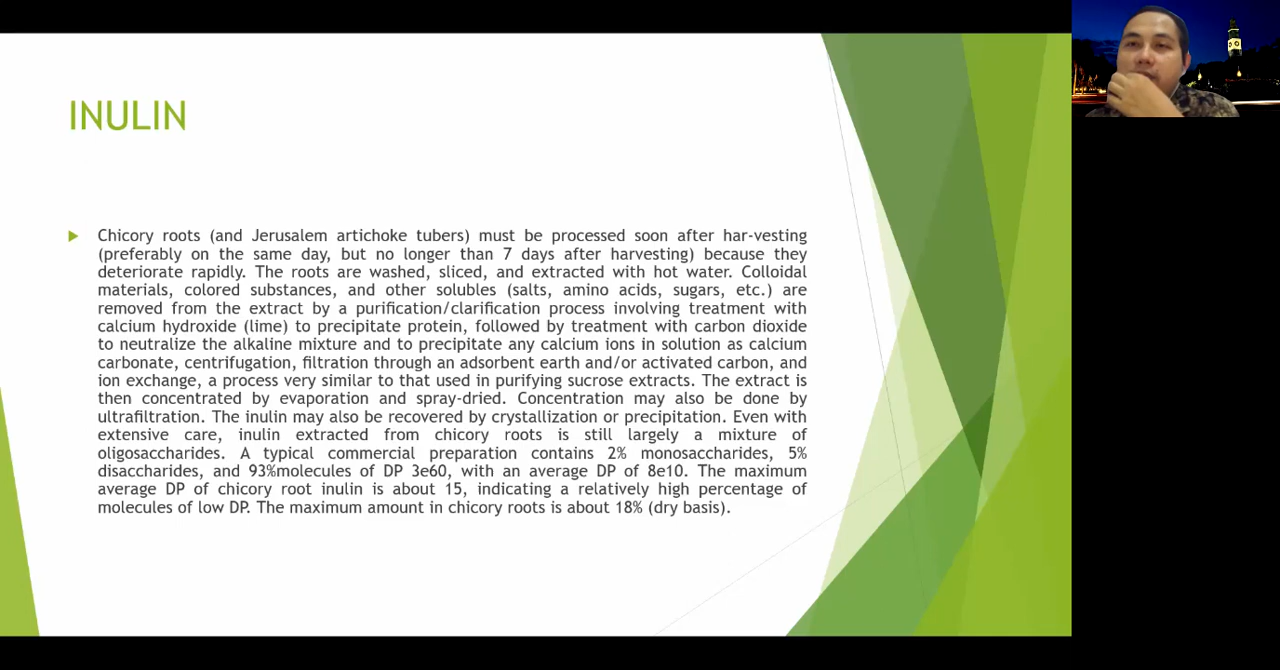 INULIN
Chicory roots (and Jerusalem artichoke tubers) must be processed soon after har-vesting
(preferably on the same day, but no longer than 7 days after harvesting) because they
deteriorate rapidly. The roots are washed, sliced, and extracted with hot water. Colloidal
materials, colored substances, and other solubles (salts, amino acids, sugars, etc.) are
removed from the extract by a purification/clarification process involving treatment with
calcium hydroxide (lime) to precipitate protein, followed by treatment with carbon dioxide
to neutralize the alkaline mixture and to precipitate any calcium ions in solution as calcium
carbonate, centrifugation, filtration through an adsorbent earth and/or activated carbon, and
ion exchange, a process very similar to that used in purifying sucrose extracts. The extract is
then concentrated by evaporation and spray-dried. Concentration may also be done by
ultrafiltration. The inulin may also be recovered by crystallization or precipitation. Even with
extensive care, inulin extracted from chicory roots is still largely a mixture of
oligosaccharides. A typical commercial preparation contains 2% monosaccharides, 5%
disaccharides, and 93%molecules of DP 3e60, with an average DP of 8e10. The maximum
average DP of chicory root inulin is about 15, indicating a relatively high percentage of
molecules of low DP. The maximum amount in chicory roots is about 18% (dry basis).